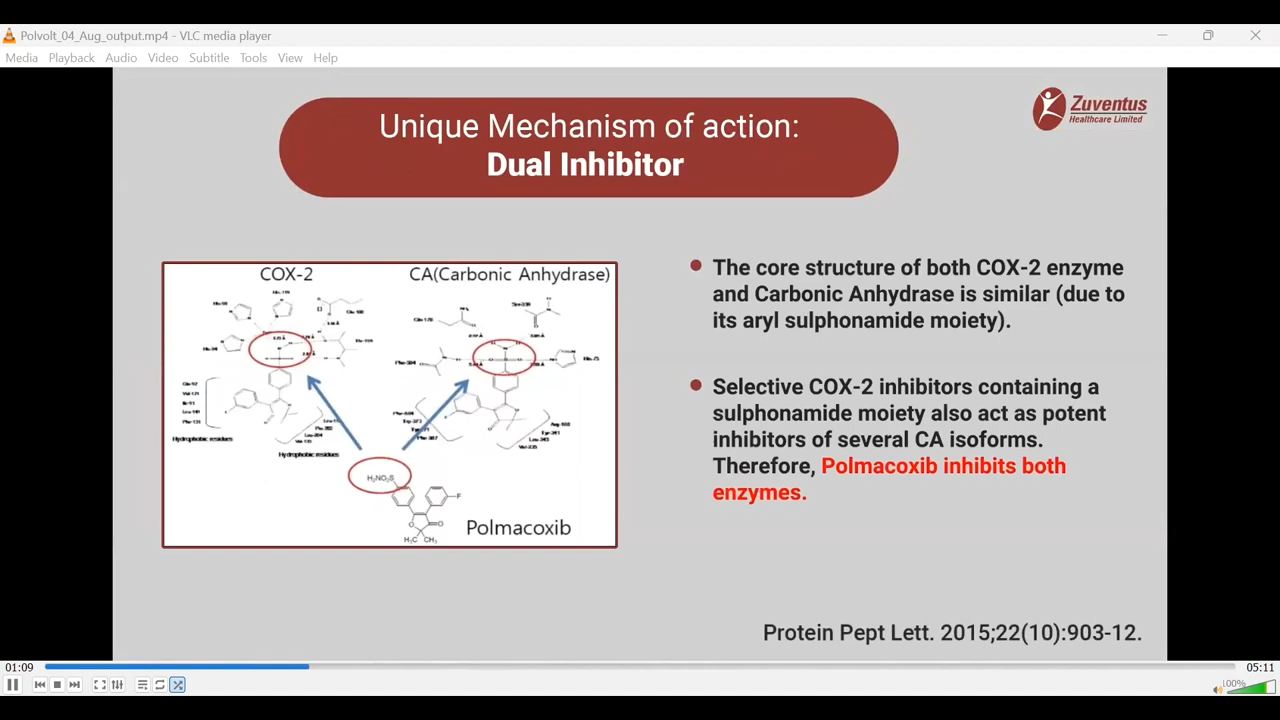 Polvolt_04_Aug_output.mp4 - VLC media player
Media Playback Audio Video Subtitle Tools View Help
Zuventus
Healthcare Limited
Unique Mechanism of action:
Dual Inhibitor
COX-2
CA(Carbonic Anhydrase)
Hydrophobic residues
Hydrophobic residues
H₂NO₂S
F
O
O
H₃C CH₃
Polmacoxib
The core structure of both COX-2 enzyme
and Carbonic Anhydrase is similar (due to
its aryl sulphonamide moiety).
Selective COX-2 inhibitors containing a
sulphonamide moiety also act as potent
inhibitors of several CA isoforms.
Therefore, Polmacoxib inhibits both
enzymes.
Protein Pept Lett. 2015;22(10):903-12.
01:09
05:11
100%